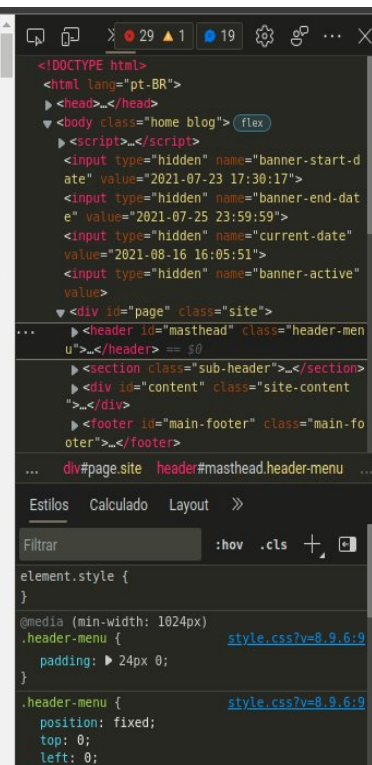 29 1 19
<!DOCTYPE html>
<html lang="pt-BR">
<head>…</head>
<body class="home blog"> flex
<script>…</script>
<input type="hidden" name="banner-start-d
ate" value="2021-07-23 17:30:17">
<input type="hidden" name="banner-end-dat
e" value="2021-07-25 23:59:59">
<input type="hidden" name="current-date"
value="2021-08-16 16:05:51">
<input type="hidden" name="banner-active"
value>
<div id="page" class="site">
... <header id="masthead" class="header-men
u">…</header> == $0
<section class="sub-header">…</section>
<div id="content" class="site-content
">…</div>
<footer id="main-footer" class="main-fo
oter">…</footer>
... div#page.site header#masthead.header-menu ...
Estilos Calculado Layout
Filtrar :hov .cls
element.style {
}
@media (min-width: 1024px)
.header-menu { style.css?v=8.9.6:9
padding: 24px 0;
}
.header-menu { style.css?v=8.9.6:9
position: fixed;
top: 0;
left: 0;